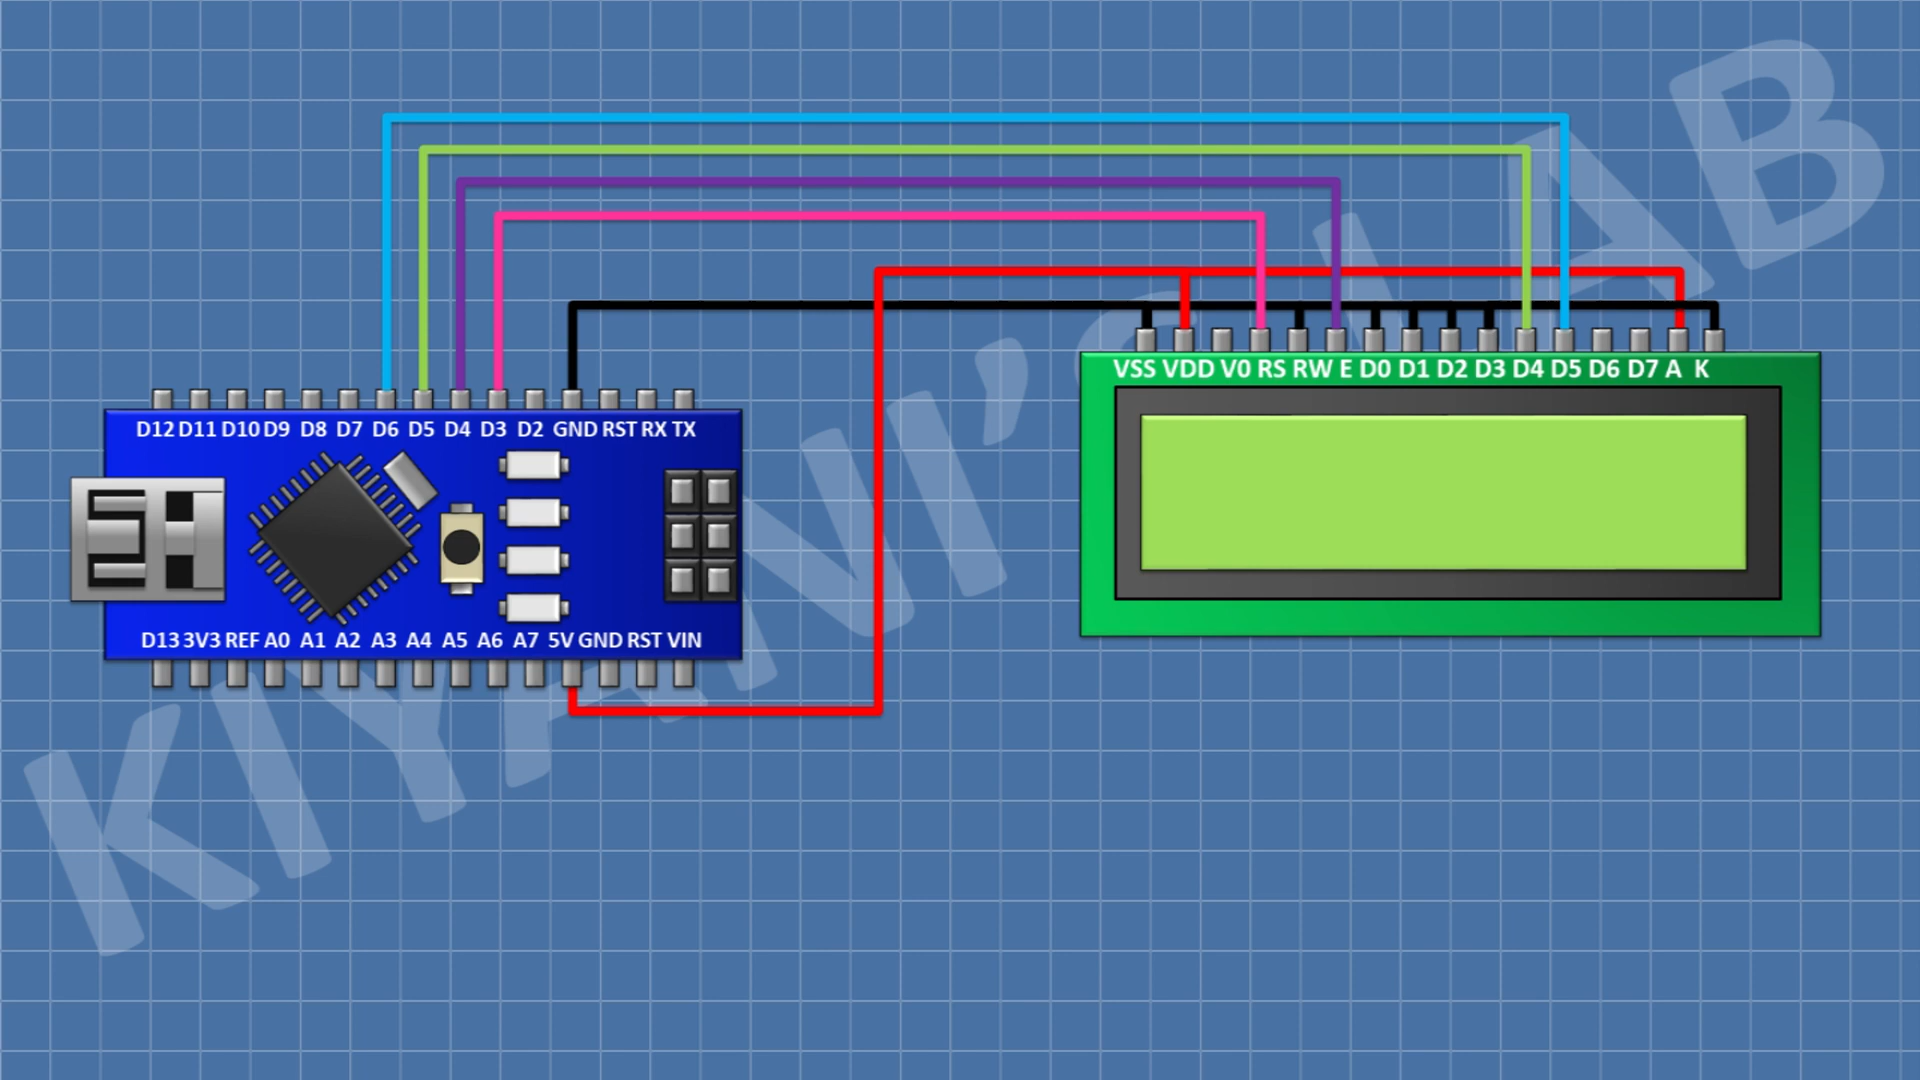 KIYANI'S LAB
VSS VDD V0 RS RW E D0 D1 D2 D3 D4 D5 D6 D7 A K
D12 D11 D10 D9 D8 D7 D6 D5 D4 D3 D2 GND RST RX TX
D13 3V3 REF A0 A1 A2 A3 A4 A5 A6 A7 5V GND RST VIN